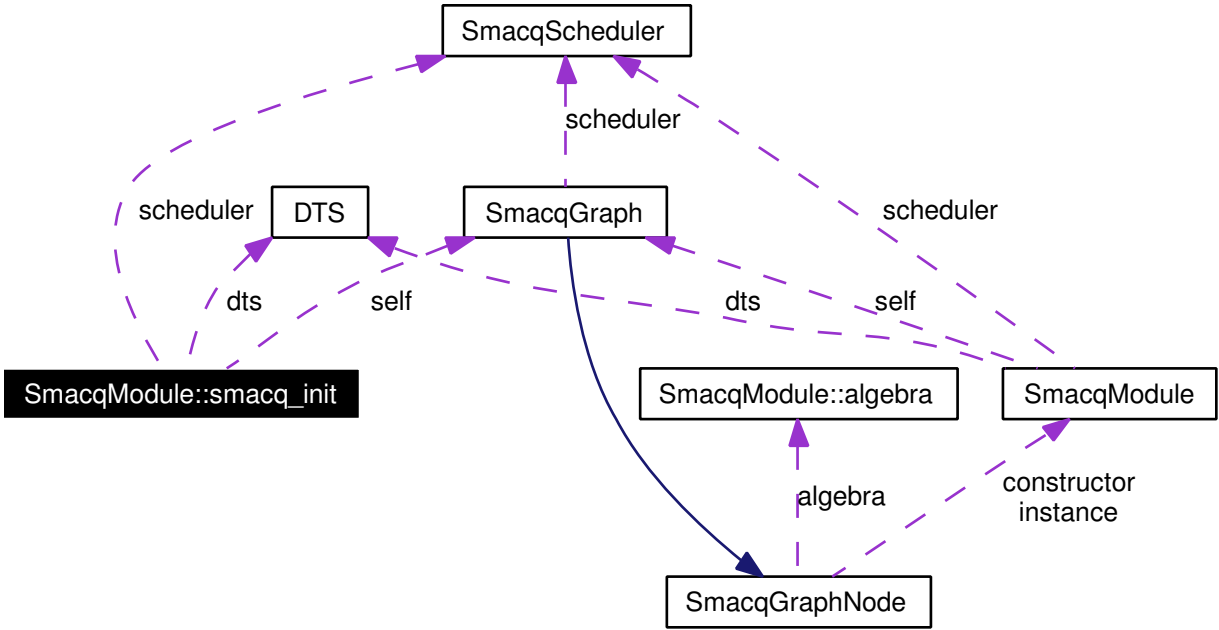 SmacqScheduler
scheduler
scheduler
DTS
SmacqGraph
scheduler
dts
self
dts
self
SmacqModule::smacq_init
SmacqModule::algebra
SmacqModule
algebra
constructor
instance
SmacqGraphNode